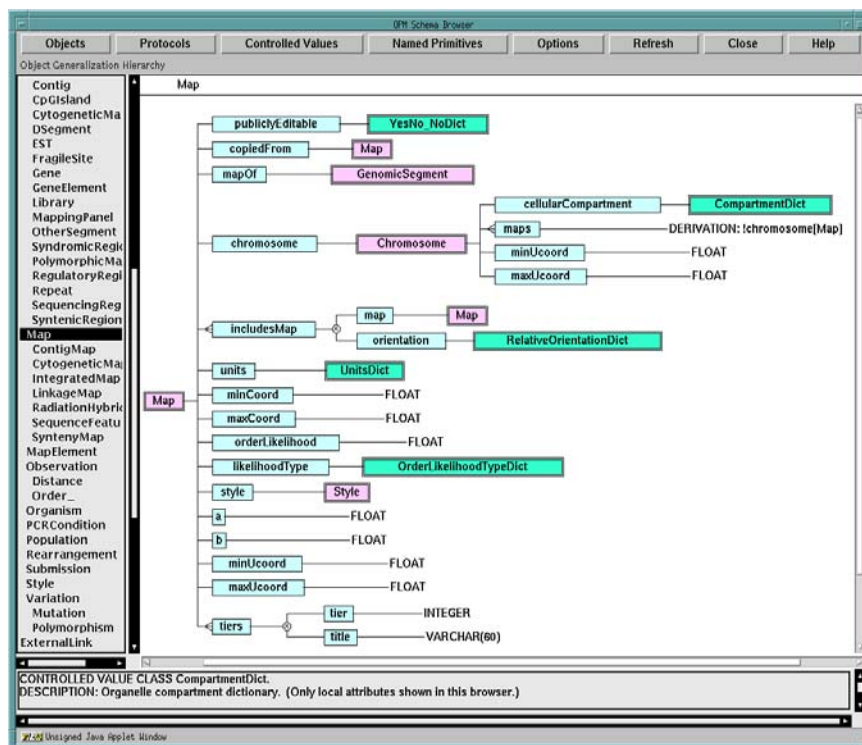 OPM Schema Browser
Objects Protocols Controlled Values Named Primitives Options Refresh Close Help
Object Generalization Hierarchy
Contig
CpGIsland
CytogeneticMa
DSegment
EST
FragileSite
Gene
GeneElement
Library
MappingPanel
OtherSegment
SyndromicRegio
PolymorphicMa
RegulatoryRegi
Repeat
SequencingReg
SyntenicRegion
Map
ContigMap
CytogeneticMa
IntegratedMap
LinkageMap
RadiationHybric
SequenceFeatu
SyntenyMap
MapElement
Observation
Distance
Order_
Organism
PCRCondition
Population
Rearrangement
Submission
Style
Variation
Mutation
Polymorphism
ExternalLink
Map
Map
publiclyEditable YesNo_NoDict
copiedFrom Map
mapOf GenomicSegment
chromosome Chromosome
cellularCompartment CompartmentDict
maps DERIVATION: !chromosome[Map]
minUcoord FLOAT
maxUcoord FLOAT
includesMap
map Map
orientation RelativeOrientationDict
units UnitsDict
minCoord FLOAT
maxCoord FLOAT
orderLikelihood FLOAT
likelihoodType OrderLikelihoodTypeDict
style Style
a FLOAT
b FLOAT
minUcoord FLOAT
maxUcoord FLOAT
tiers
tier INTEGER
title VARCHAR(60)
CONTROLLED VALUE CLASS CompartmentDict.
DESCRIPTION: Organelle compartment dictionary. (Only local attributes shown in this browser.)
Unsigned Java Applet Window